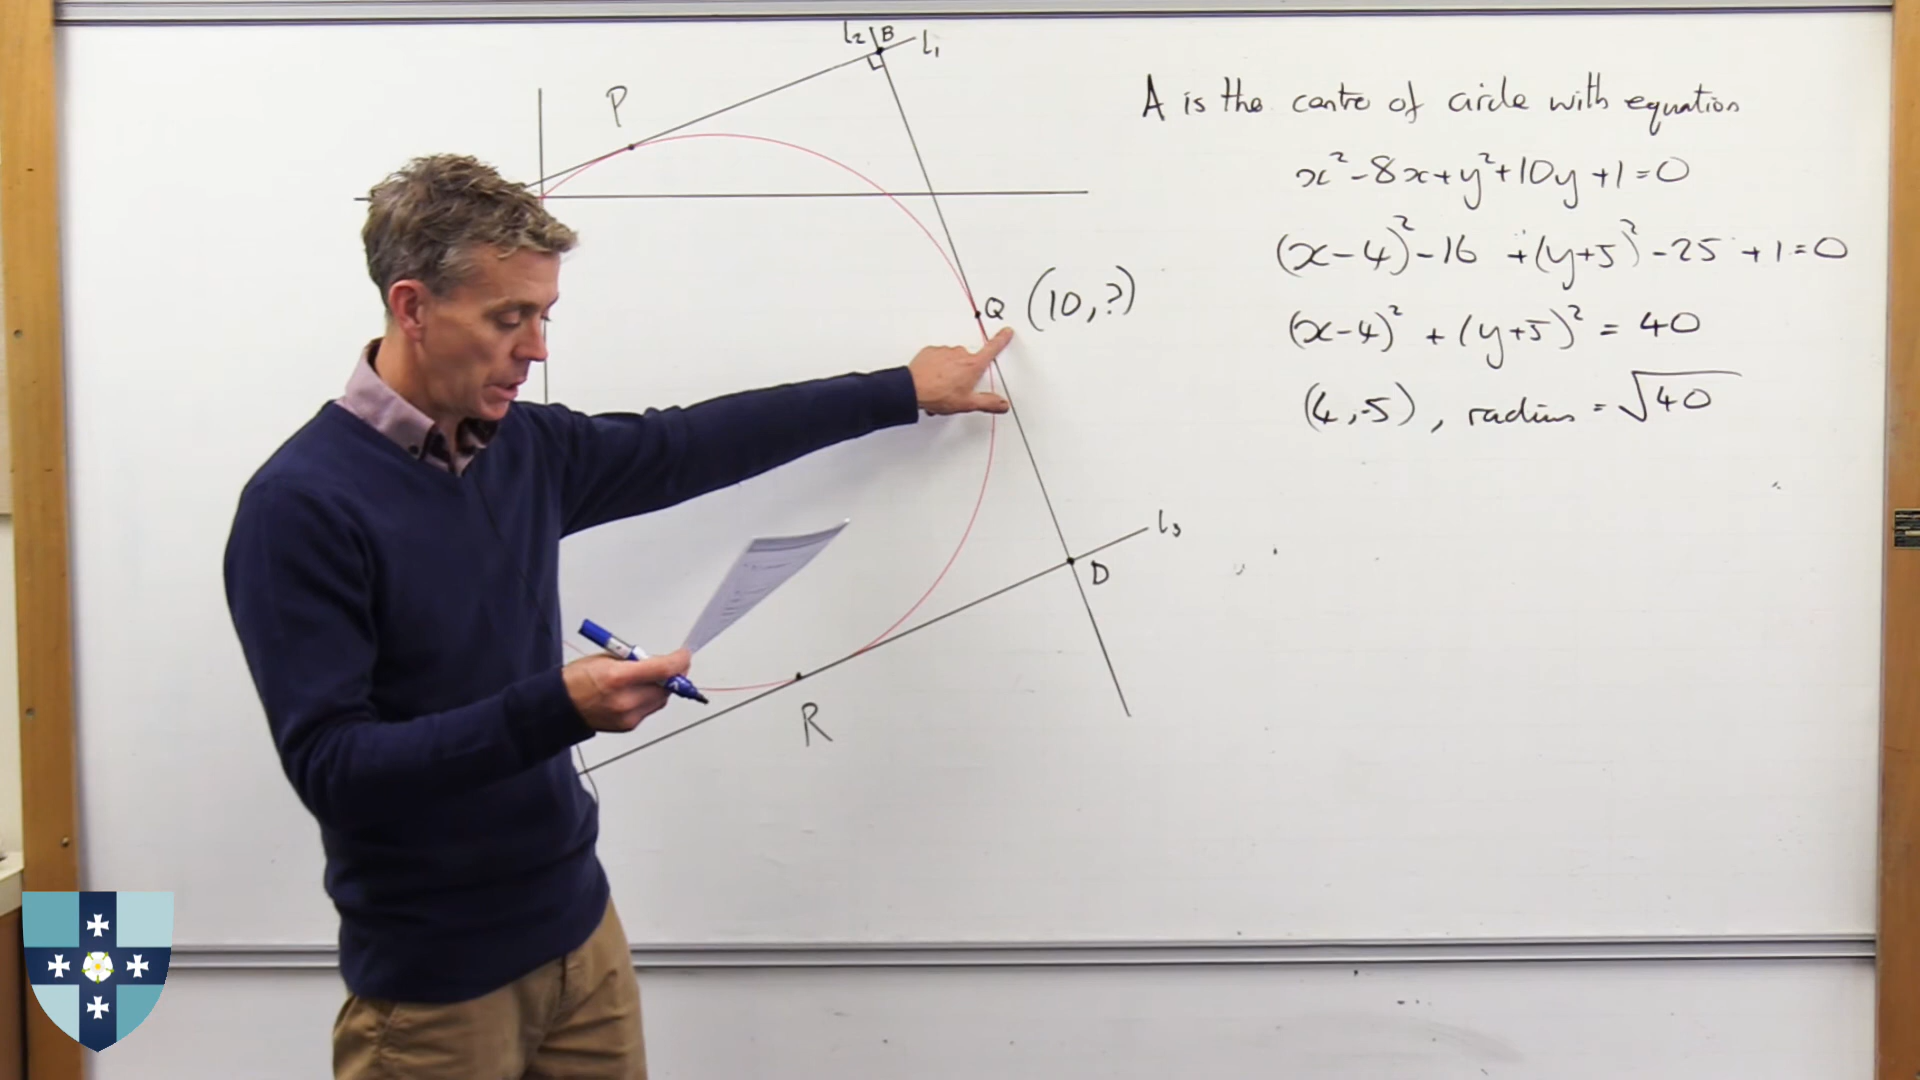 l₂ B l₁
P
Q (10,?)
l₃
D
R
A is the centre of circle with equation
x²-8x+y²+10y+1=0
(x-4)²-16 +(y+5)²-25 +1=0
(x-4)² + (y+5)² = 40
(4,-5), radius = √40